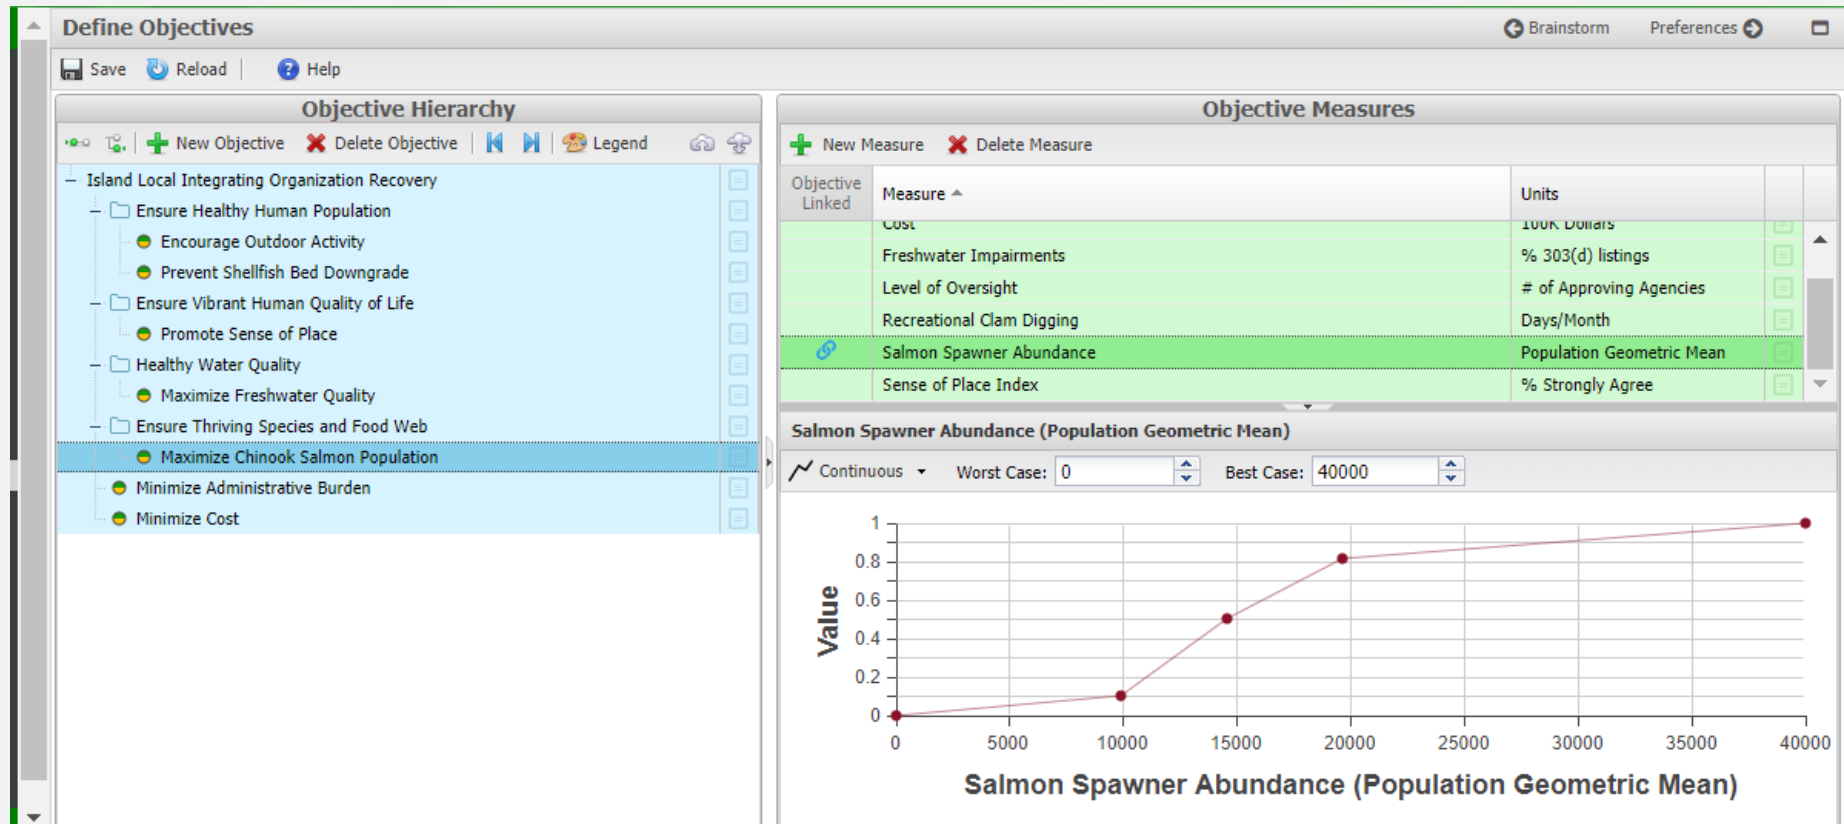 Define Objectives
Brainstorm Preferences
Save Reload Help
Objective Hierarchy
New Objective Delete Objective Legend
Island Local Integrating Organization Recovery
Ensure Healthy Human Population
Encourage Outdoor Activity
Prevent Shellfish Bed Downgrade
Ensure Vibrant Human Quality of Life
Promote Sense of Place
Healthy Water Quality
Maximize Freshwater Quality
Ensure Thriving Species and Food Web
Maximize Chinook Salmon Population
Minimize Administrative Burden
Minimize Cost
Objective Measures
New Measure Delete Measure
Objective Linked Measure Units
Cost 100K Dollars
Freshwater Impairments % 303(d) listings
Level of Oversight # of Approving Agencies
Recreational Clam Digging Days/Month
Salmon Spawner Abundance Population Geometric Mean
Sense of Place Index % Strongly Agree
Salmon Spawner Abundance (Population Geometric Mean)
Continuous Worst Case: 0 Best Case: 40000
1
0.8
0.6
0.4
0.2
0
Value
0 5000 10000 15000 20000 25000 30000 35000 40000
Salmon Spawner Abundance (Population Geometric Mean)